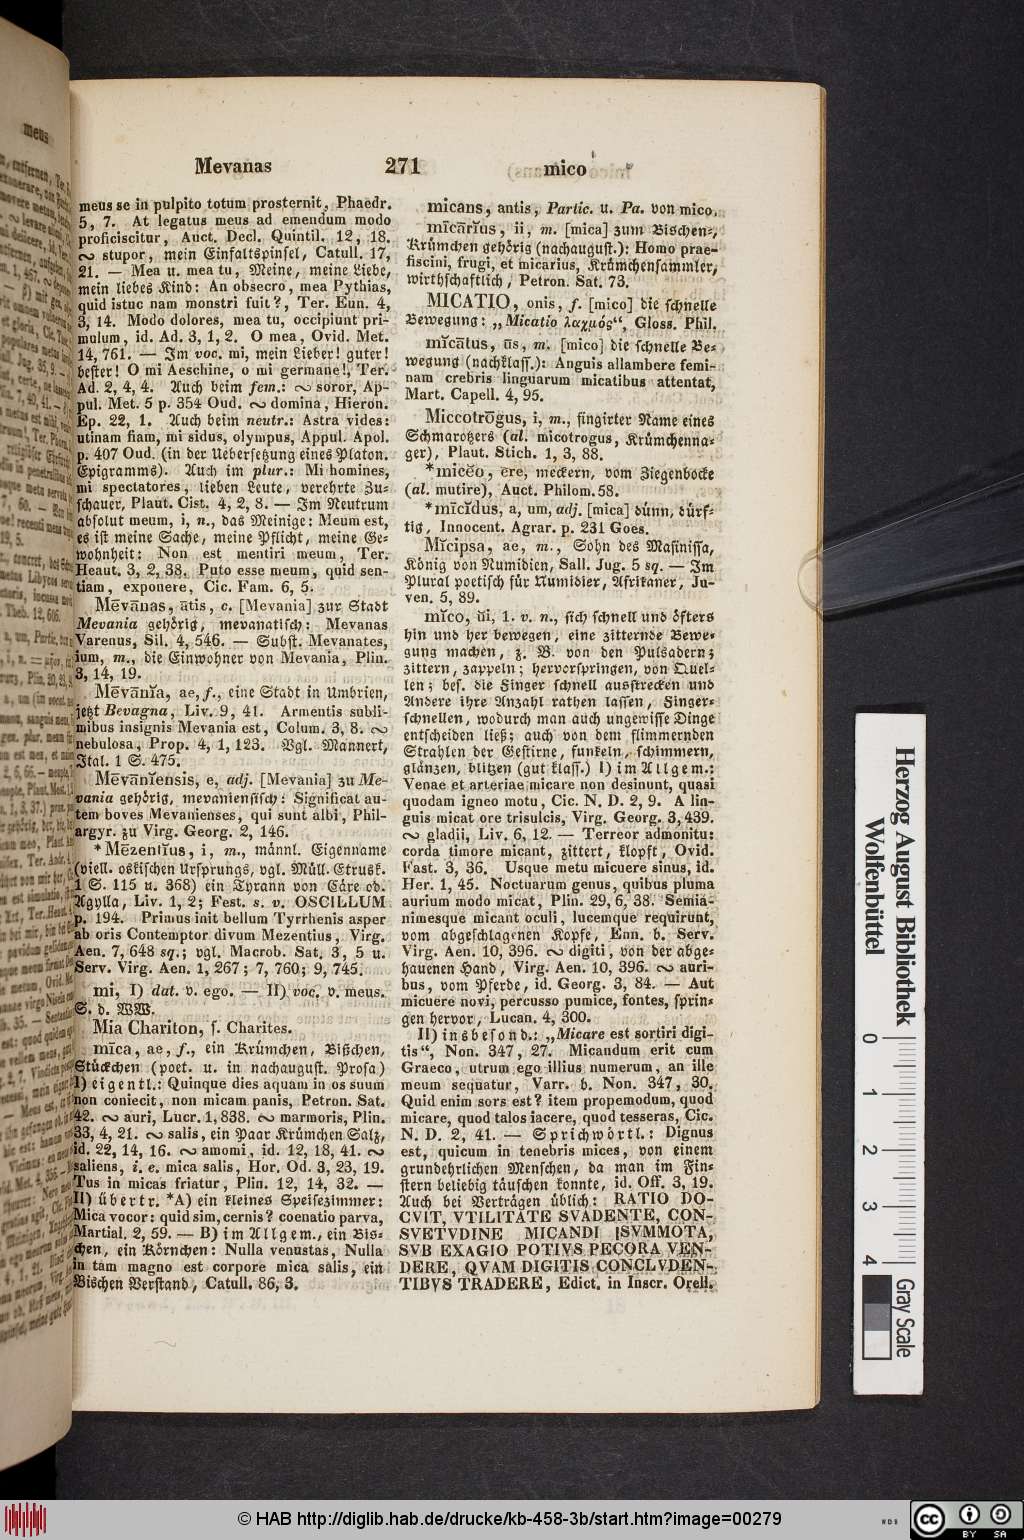 Mevanas 271 mico
meus se in pulpito totum prosternit, Phaedr.
5, 7. At legatus meus ad emendum modo
proficiscitur, Auct. Decl. Quintil. 12, 18.
∾ stupor, mein Einfaltspinsel, Catull. 17,
21. — Mea u. mea tu, Meine, meine Liebe,
mein liebes Kind: An obsecro, mea Pythias,
quid istuc nam monstri fuit?, Ter. Eun. 4,
3, 14. Modo dolores, mea tu, occipiunt pri-
mulum, id. Ad. 3, 1, 2. O mea, Ovid. Met.
14, 761. — Im voc. mi, mein Lieber! guter!
bester! O mi Aeschine, o mi germane!, Ter.
Ad. 2, 4, 4. Auch beim fem.: ∾ soror, Ap-
pul. Met. 5 p. 354 Oud. ∾ domina, Hieron.
Ep. 22, 1. Auch beim neutr.: Astra vides:
utinam fiam, mi sidus, olympus, Appul. Apol.
p. 407 Oud. (in der Uebersetzung eines Platon.
Epigramms). Auch im plur.: Mi homines,
mi spectatores, lieben Leute, verehrte Zu-
schauer, Plaut. Cist. 4, 2, 8. — Im Neutrum
absolut meum, i, n., das Meinige: Meum est,
es ist meine Sache, meine Pflicht, meine Ge-
wohnheit: Non est mentiri meum, Ter.
Heaut. 3, 2, 38. Puto esse meum, quid sen-
tiam, exponere, Cic. Fam. 6, 5.
Mēvānas, ātis, c. [Mevania] zur Stadt
Mevania gehörig, mevanatisch: Mevanas
Varenus, Sil. 4, 546. — Subst. Mevanates,
ium, m., die Einwohner von Mevania, Plin.
3, 14, 19.
Mēvānĭa, ae, f., eine Stadt in Umbrien,
jetzt Bevagna, Liv. 9, 41. Armentis subli-
mibus insignis Mevania est, Colum. 3, 8. ∾
nebulosa, Prop. 4, 1, 123. Vgl. Mannert,
Ital. 1 S. 475.
Mēvānĭensis, e, adj. [Mevania] zu Me-
vania gehörig, mevaniensisch: Significat au-
tem boves Mevanienses, qui sunt albi, Phil-
argyr. zu Virg. Georg. 2, 146.
*Mēzentĭus, i, m., männl. Eigenname
(viell. oskischen Ursprungs, vgl. Müll. Etrusk.
1 S. 115 u. 368) ein Tyrann von Cäre od.
Agylla, Liv. 1, 2; Fest. s. v. OSCILLUM
p. 194. Primus init bellum Tyrrhenis asper
ab oris Contemptor divum Mezentius, Virg.
Aen. 7, 648 sq.; vgl. Macrob. Sat. 3, 5 u.
Serv. Virg. Aen. 1, 267; 7, 760; 9, 745.
mi, I) dat. v. ego. — II) voc. v. meus.
S. d. WW.
Mia Chariton, s. Charites.
mīca, ae, f., ein Krümchen, Bißchen,
Stückchen (poet. u. in nachaugust. Prosa)
I) eigentl.: Quinque dies aquam in os suum
non coniecit, non micam panis, Petron. Sat.
42. ∾ auri, Lucr. 1, 838. ∾ marmoris, Plin.
33, 4, 21. ∾ salis, ein Paar Krümchen Salz,
id. 22, 14, 16. ∾ amomi, id. 12, 18, 41. ∾
saliens, i. e. mica salis, Hor. Od. 3, 23, 19.
Tus in micas friatur, Plin. 12, 14, 32. —
II) übertr. *A) ein kleines Speisezimmer:
Mica vocor: quid sim, cernis? coenatio parva,
Martial. 2, 59. — B) im Allgem., ein Bis-
chen, ein Körnchen: Nulla venustas, Nulla
in tam magno est corpore mica salis, ein
Bischen Verstand, Catull. 86, 3.
micans, antis, Partic. u. Pa. von mico.
mīcārĭus, ii, m. [mica] zum Bischen-,
Krümchen gehörig (nachaugust.): Homo prae-
fiscini, frugi, et micarius, Krümchensammler,
wirthschaftlich, Petron. Sat. 73.
MICATIO, onis, f. [mico] die schnelle
Bewegung: „Micatio λαχμός“, Gloss. Phil.
mĭcātus, ūs, m. [mico] die schnelle Be-
wegung (nachklass.): Anguis allambere femi-
nam crebris linguarum micatibus attentat,
Mart. Capell. 4, 95.
Miccotrōgus, i, m., fingirter Name eines
Schmarotzers (al. micotrogus, Krümchenna-
ger), Plaut. Stich. 1, 3, 88.
*miceo, ēre, meckern, vom Ziegenbocke
(al. mutire), Auct. Philom. 58.
*mīcĭdus, a, um, adj. [mica] dünn, dürf-
tig, Innocent. Agrar. p. 231 Goes.
Mĭcipsa, ae, m., Sohn des Masinissa,
König von Numidien, Sall. Jug. 5 sq. — Im
Plural poetisch für Numidier, Afrikaner, Ju-
ven. 5, 89.
mĭco, ŭi, 1. v. n., sich schnell und öfters
hin und her bewegen, eine zitternde Bewe-
gung machen, z. B. von den Pulsadern;
zittern, zappeln; hervorspringen, von Quel-
len; bes. die Finger schnell ausstrecken und
Andere ihre Anzahl rathen lassen, Finger-
schnellen, wodurch man auch ungewisse Dinge
entscheiden ließ; auch von dem flimmernden
Strahlen der Gestirne, funkeln, schimmern,
glänzen, blitzen (gut klass.) I) im Allgem.:
Venae et arteriae micare non desinunt, quasi
quodam igneo motu, Cic. N. D. 2, 9. A lin-
guis micat ore trisulcis, Virg. Georg. 3, 439.
∾ gladii, Liv. 6, 12. — Terreor admonitu:
corda timore micant, zittert, klopft, Ovid.
Fast. 3, 36. Usque metu micuere sinus, id.
Her. 1, 45. Noctuarum genus, quibus pluma
aurium modo micat, Plin. 29, 6, 38. Semia-
nimesque micant oculi, lucemque requirunt,
vom abgeschlagenen Kopfe, Enn. b. Serv.
Virg. Aen. 10, 396. ∾ digiti, von der abge-
hauenen Hand, Virg. Aen. 10, 396. ∾ auri-
bus, vom Pferde, id. Georg. 3, 84. — Aut
micuere novi, percusso pumice, fontes, sprin-
gen hervor, Lucan. 4, 300.
II) insbesond.: „Micare est sortiri digi-
tis“, Non. 347, 27. Micandum erit cum
Graeco, utrum ego illius numerum, an ille
meum sequatur, Varr. b. Non. 347, 30.
Quid enim sors est? item propemodum, quod
micare, quod talos iacere, quod tesseras, Cic.
N. D. 2, 41. — Sprichwörtl.: Dignus
est, quicum in tenebris mices, von einem
grundehrlichen Menschen, da man im Fin-
stern beliebig täuschen konnte, id. Off. 3, 19.
Auch bei Verträgen üblich: RATIO DO-
CVIT, VTILITATE SVADENTE, CON-
SVETVDINE MICANDI SVMMOTA,
SVB EXAGIO POTIVS PECORA VEN-
DERE, QVAM DIGITIS CONCLVDEN-
TIBVS TRADERE, Edict. in Inscr. Orell.
meus
Herzog August Bibliothek
Wolfenbüttel
0 1 2 3 4
Gray Scale
© HAB http://diglib.hab.de/drucke/kb-458-3b/start.htm?image=00279
WDB
cc BY SA